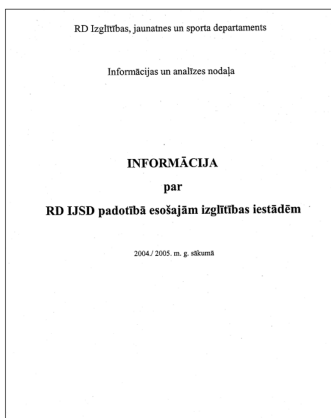 RD Izglītības, jaunatnes un sporta departaments
Informācijas un analīzes nodaļa
INFORMĀCIJA
par
RD IJSD padotībā esošajām izglītības iestādēm
2004./ 2005. m. g. sākumā